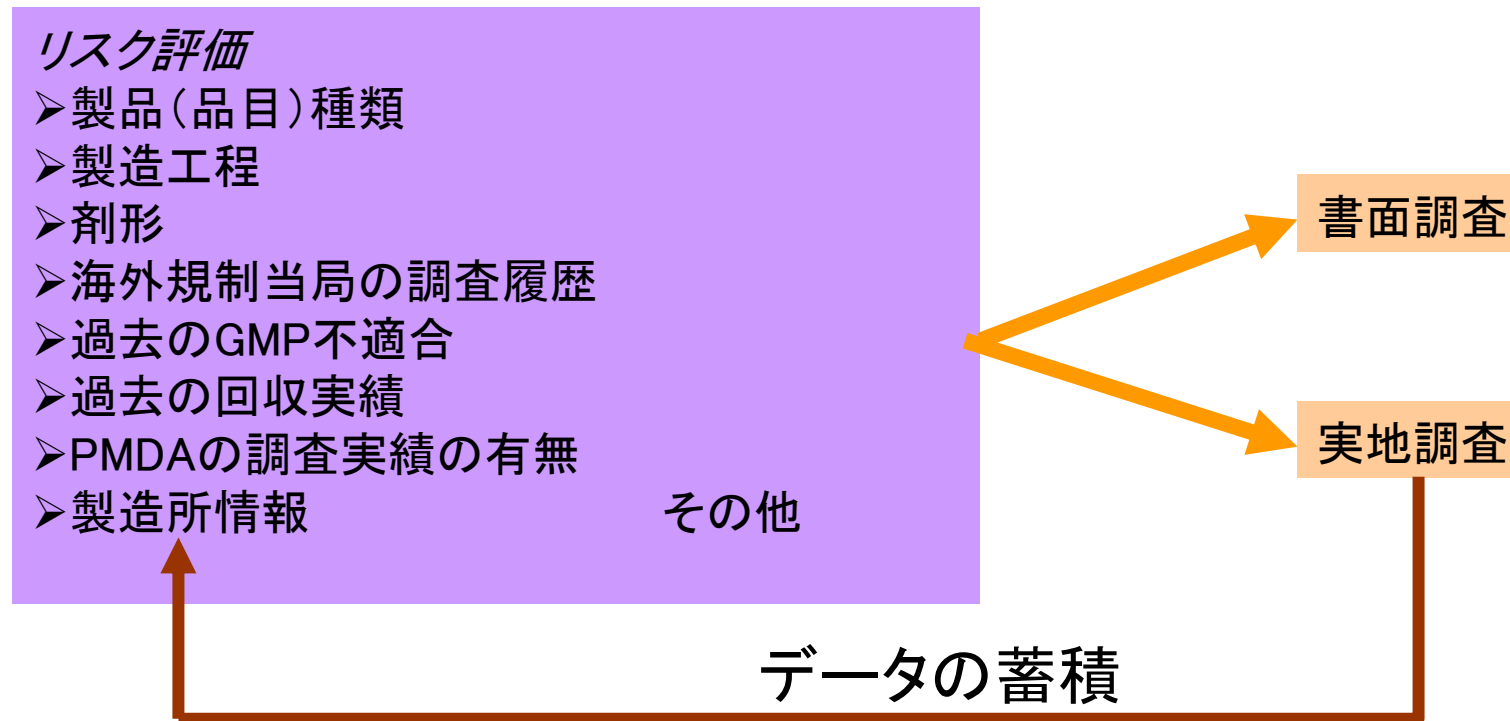 リスク評価
➢製品(品目)種類
➢製造工程
➢剤形
➢海外規制当局の調査履歴
➢過去のGMP不適合
➢過去の回収実績
➢PMDAの調査実績の有無
➢製造所情報 その他
書面調査
実地調査
データの蓄積